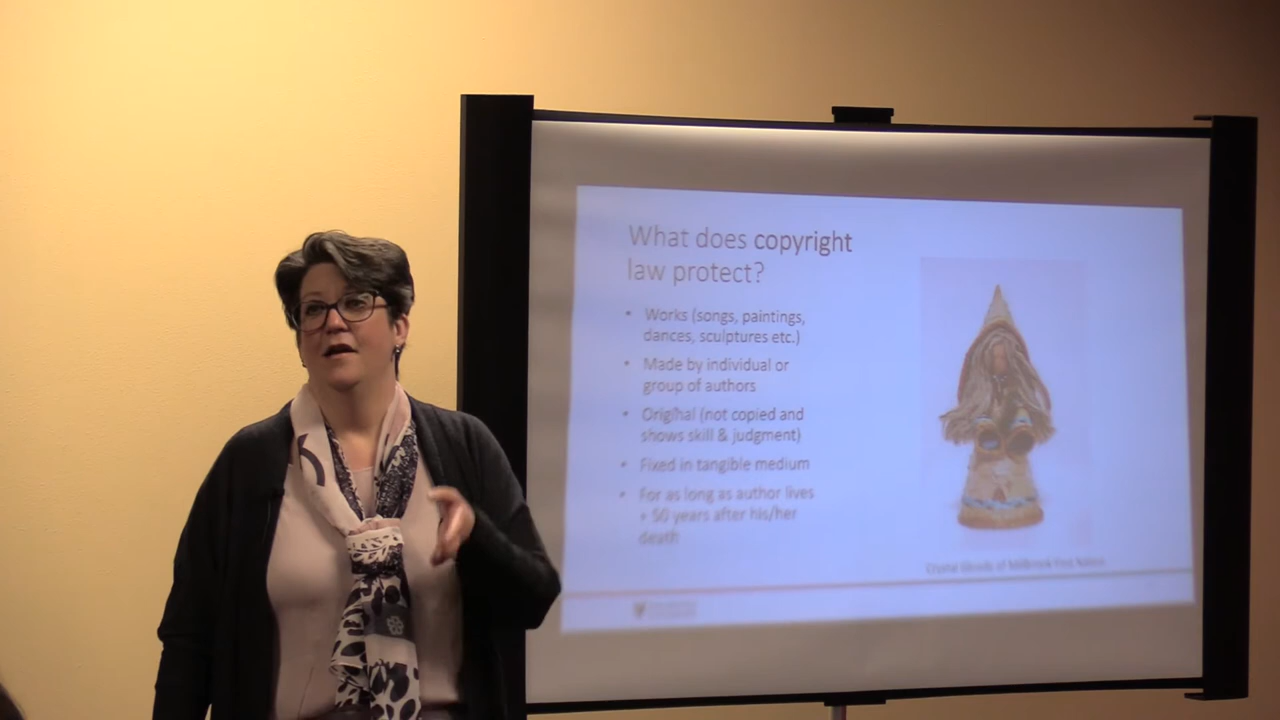 What does copyright
law protect?
• Works (songs, paintings,
dances, sculptures etc.)
• Made by individual or
group of authors
• Original (not copied and
shows skill & judgment)
• Fixed in tangible medium
• For as long as author lives
+ 50 years after his/her
death